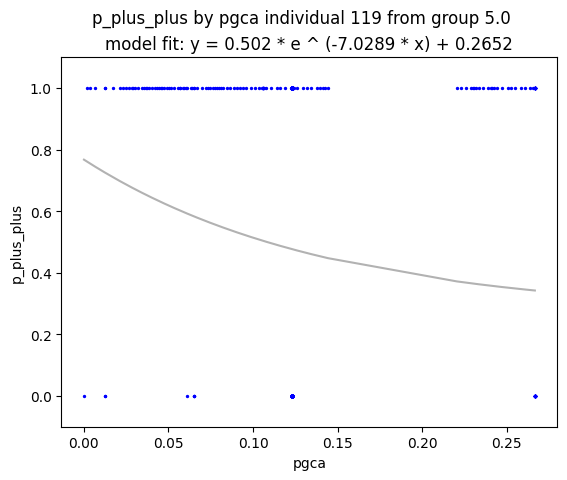 p_plus_plus by pgca individual 119 from group 5.0
model fit: y = 0.502 * e ^ (-7.0289 * x) + 0.2652
1.0
0.8
0.6
0.4
0.2
0.0
p_plus_plus
0.00 0.05 0.10 0.15 0.20 0.25
pgca